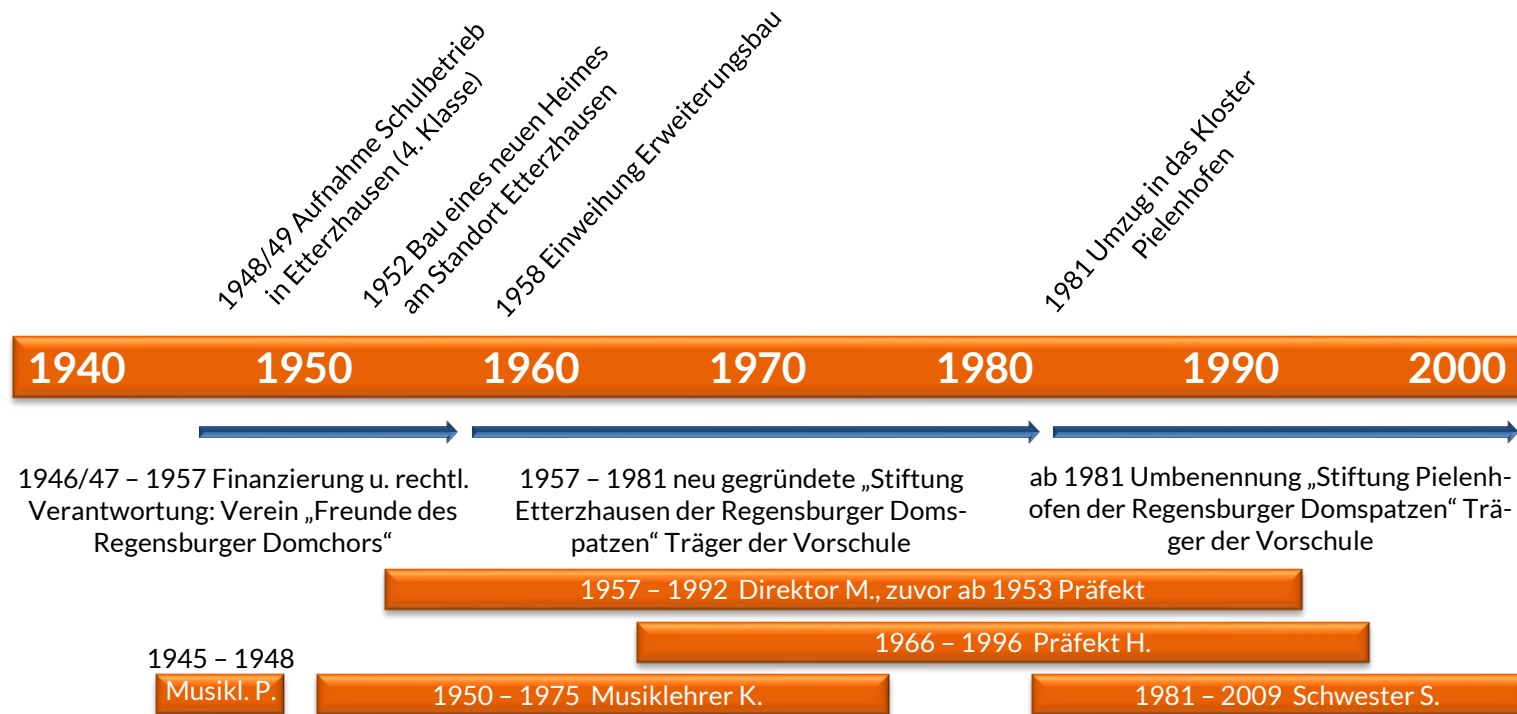 1948/49 Aufnahme Schulbetrieb
in Etterzhausen (4. Klasse)
1952 Bau eines neuen Heimes
am Standort Etterzhausen
1958 Einweihung Erweiterungsbau
1981 Umzug in das Kloster
Pielenhofen
1940 1950 1960 1970 1980 1990 2000
1946/47 – 1957 Finanzierung u. rechtl.
Verantwortung: Verein „Freunde des
Regensburger Domchors“
1957 – 1981 neu gegründete „Stiftung
Etterzhausen der Regensburger Doms-
patzen“ Träger der Vorschule
ab 1981 Umbenennung „Stiftung Pielenh-
ofen der Regensburger Domspatzen“ Trä-
ger der Vorschule
1957 – 1992 Direktor M., zuvor ab 1953 Präfekt
1966 – 1996 Präfekt H.
1945 – 1948
Musikl. P.
1950 – 1975 Musiklehrer K.
1981 – 2009 Schwester S.